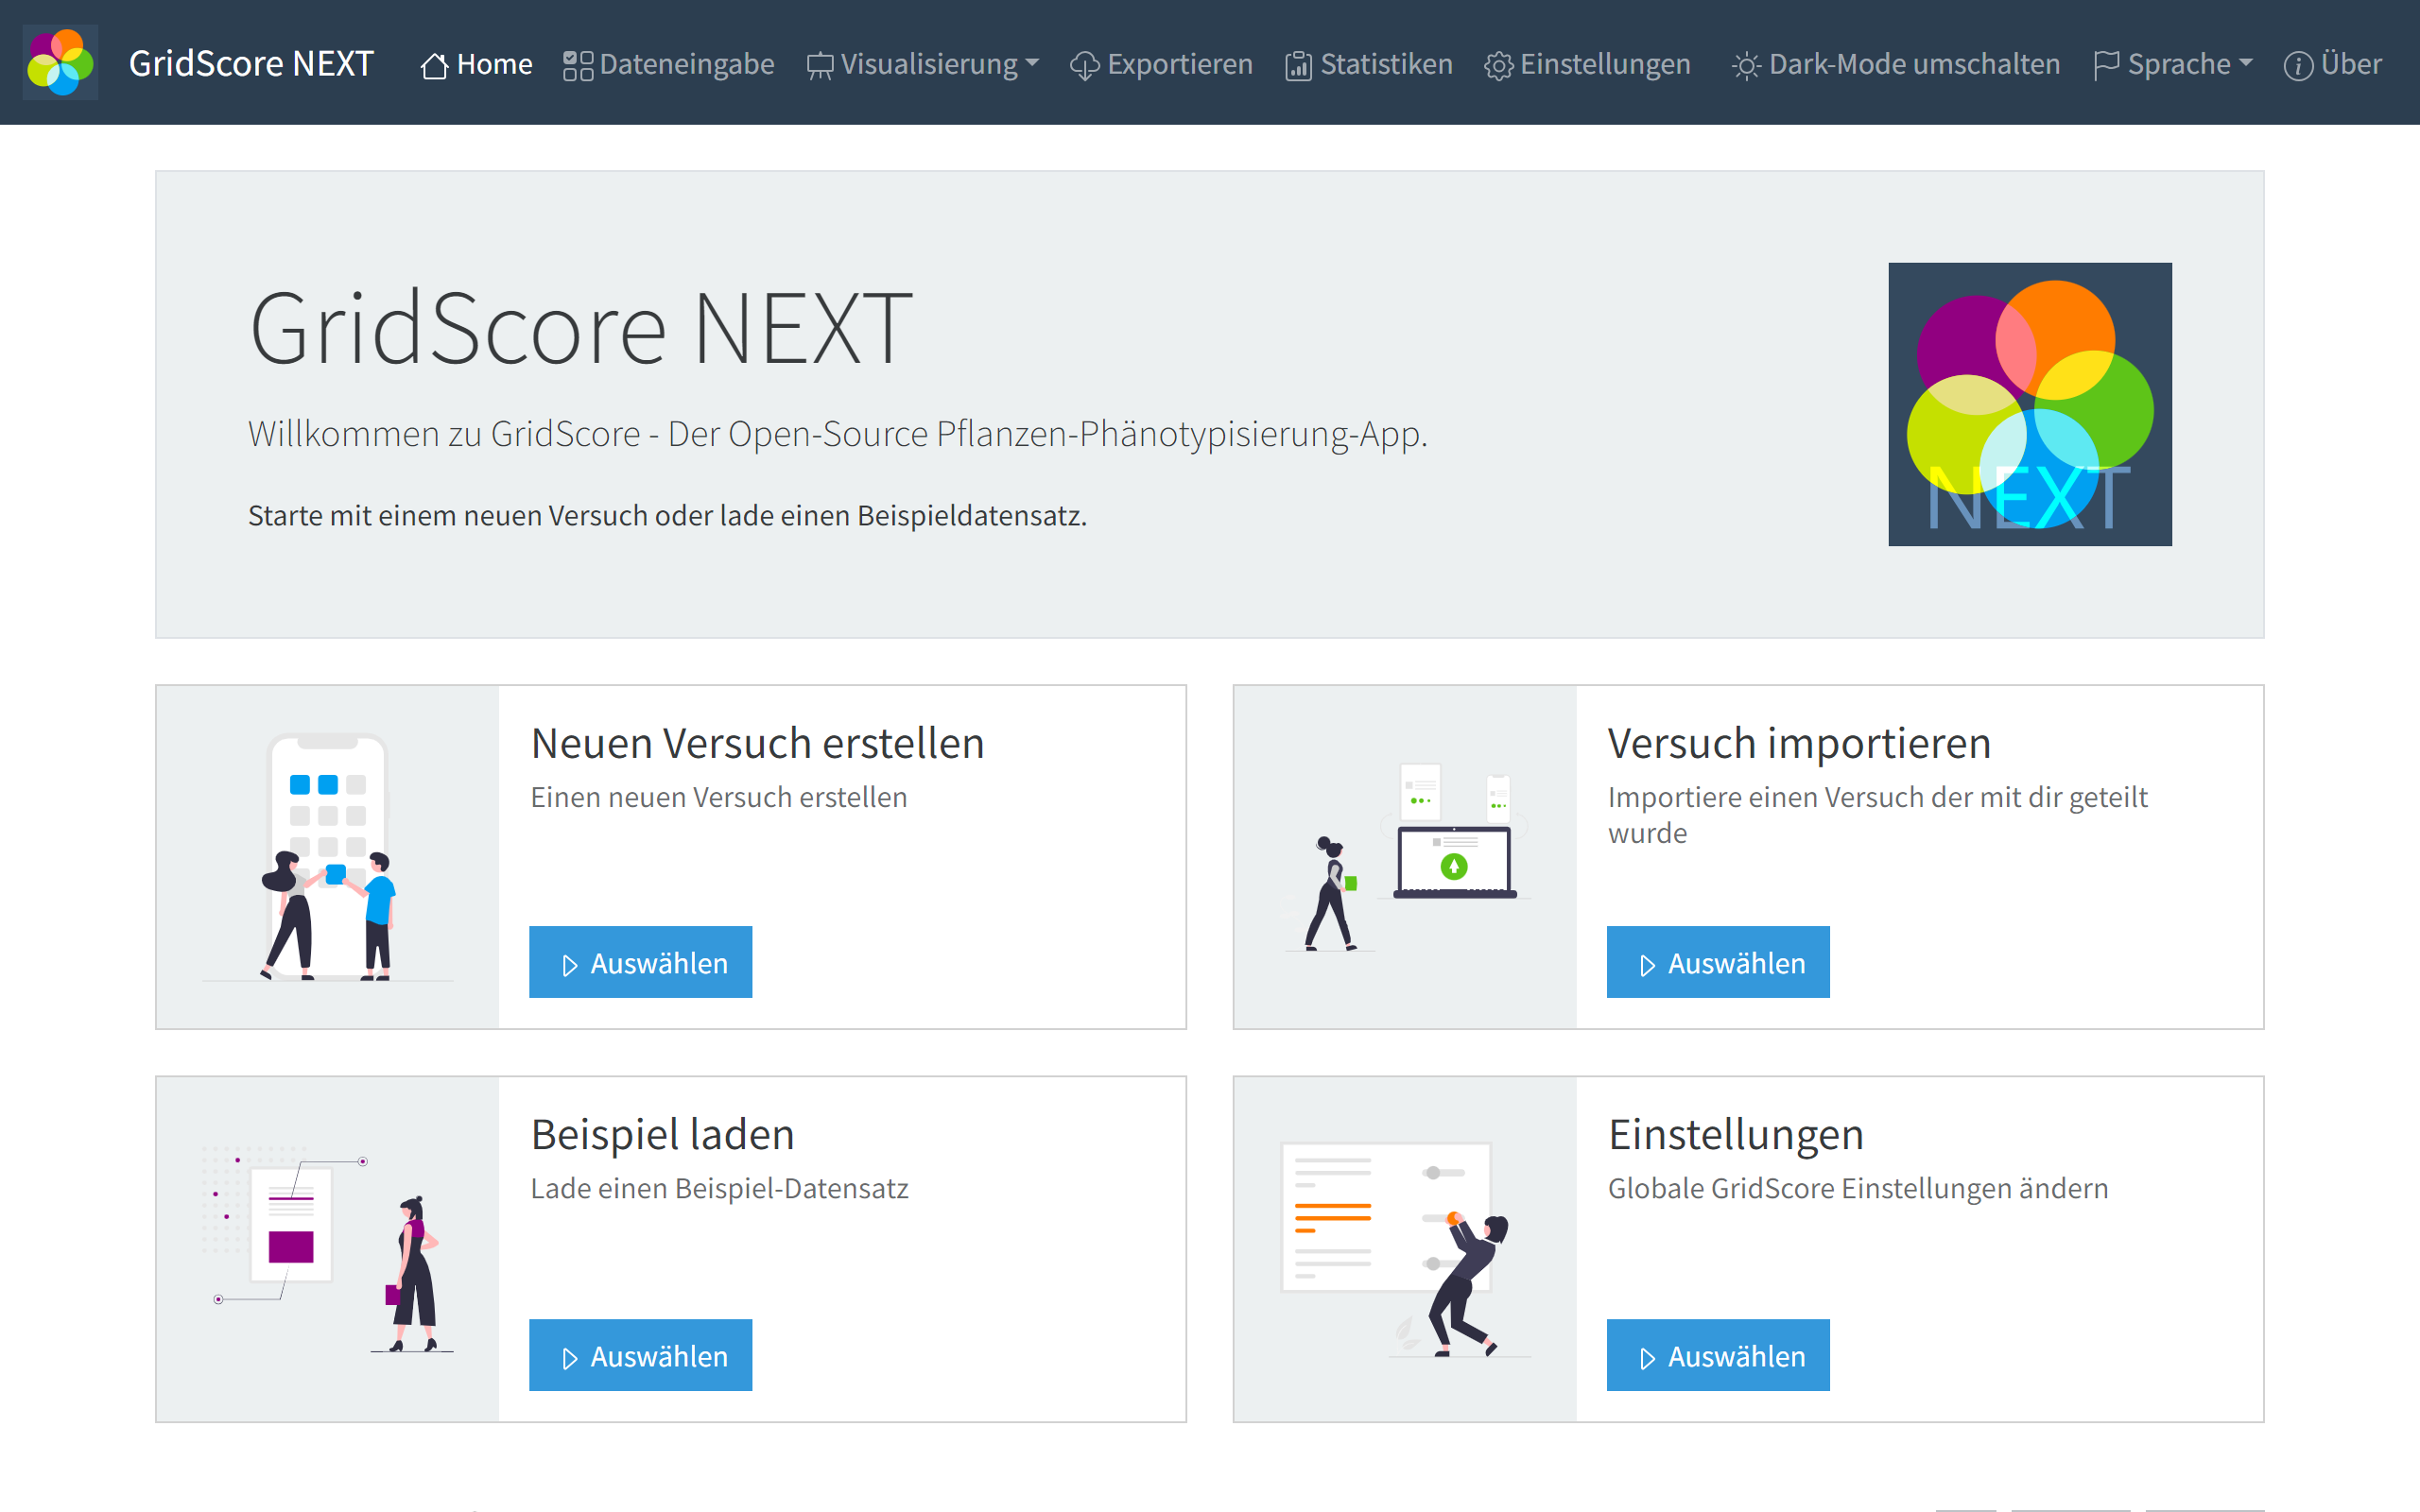 GridScore NEXT Home Dateneingabe Visualisierung Exportieren Statistiken Einstellungen Dark-Mode umschalten Sprache Über
GridScore NEXT
Willkommen zu GridScore - Der Open-Source Pflanzen-Phänotypisierung-App.
Starte mit einem neuen Versuch oder lade einen Beispieldatensatz.
NEXT
Neuen Versuch erstellen
Einen neuen Versuch erstellen
Auswählen
Versuch importieren
Importiere einen Versuch der mit dir geteilt
wurde
Auswählen
Beispiel laden
Lade einen Beispiel-Datensatz
Auswählen
Einstellungen
Globale GridScore Einstellungen ändern
Auswählen